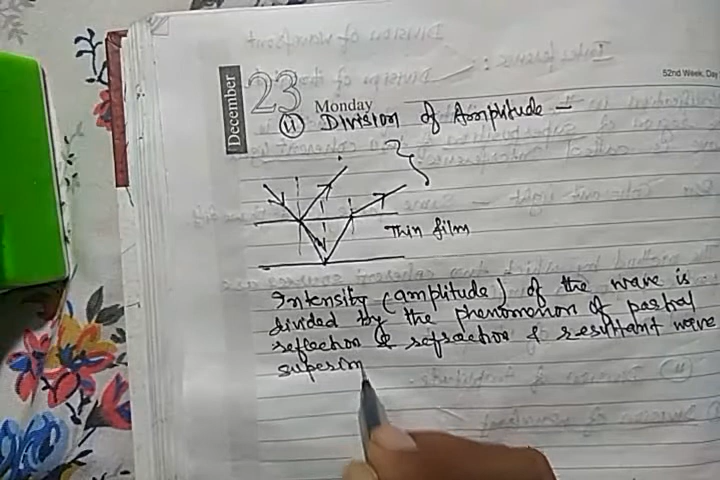 52nd Week, Day
December
23
Monday
(ii) Division of Amplitude -
Thin film
Intensity (amplitude) of the wave is
divided by the phenomenon of partial
reflection & refraction & resultant wave
superim